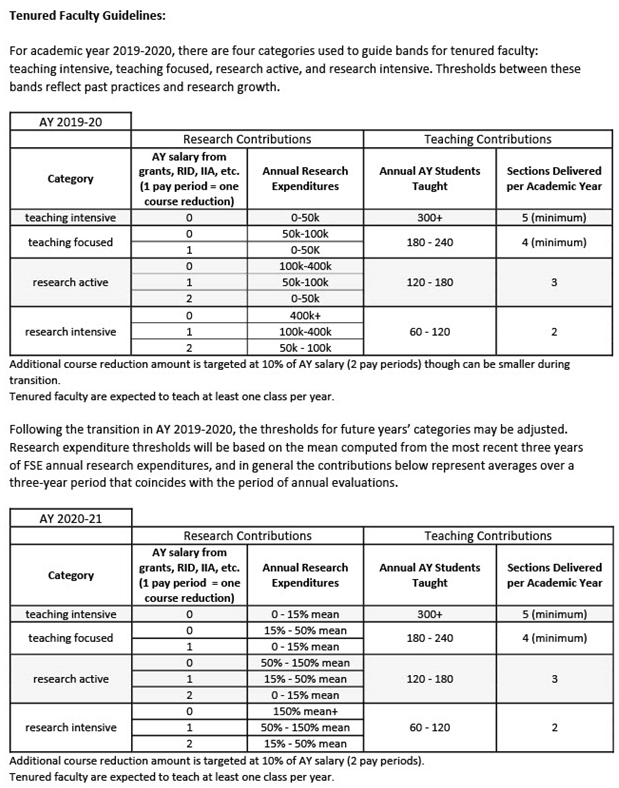 Tenured Faculty Guidelines:
For academic year 2019-2020, there are four categories used to guide bands for tenured faculty:
teaching intensive, teaching focused, research active, and research intensive. Thresholds between these
bands reflect past practices and research growth.
AY 2019-20
Research Contributions Teaching Contributions
Category
AY salary from
grants, RID, IIA, etc.
(1 pay period = one
course reduction)
Annual Research
Expenditures
Annual AY Students
Taught
Sections Delivered
per Academic Year
teaching intensive 0 0-50k 300+ 5 (minimum)
teaching focused 0 50k-100k 180 - 240 4 (minimum)
1 0-50K
research active 0 100k-400k 120 - 180 3
1 50k-100k
2 0-50k
research intensive 0 400k+ 60 - 120 2
1 100k-400k
2 50k - 100k
Additional course reduction amount is targeted at 10% of AY salary (2 pay periods) though can be smaller during
transition.
Tenured faculty are expected to teach at least one class per year.
Following the transition in AY 2019-2020, the thresholds for future years' categories may be adjusted.
Research expenditure thresholds will be based on the mean computed from the most recent three years
of FSE annual research expenditures, and in general the contributions below represent averages over a
three-year period that coincides with the period of annual evaluations.
AY 2020-21
Research Contributions Teaching Contributions
Category
AY salary from
grants, RID, IIA, etc.
(1 pay period = one
course reduction)
Annual Research
Expenditures
Annual AY Students
Taught
Sections Delivered
per Academic Year
teaching intensive 0 0 - 15% mean 300+ 5 (minimum)
teaching focused 0 15% - 50% mean 180 - 240 4 (minimum)
1 0 - 15% mean
research active 0 50% - 150% mean 120 - 180 3
1 15% - 50% mean
2 0 - 15% mean
research intensive 0 150% mean+ 60 - 120 2
1 50% - 150% mean
2 15% - 50% mean
Additional course reduction amount is targeted at 10% of AY salary (2 pay periods).
Tenured faculty are expected to teach at least one class per year.